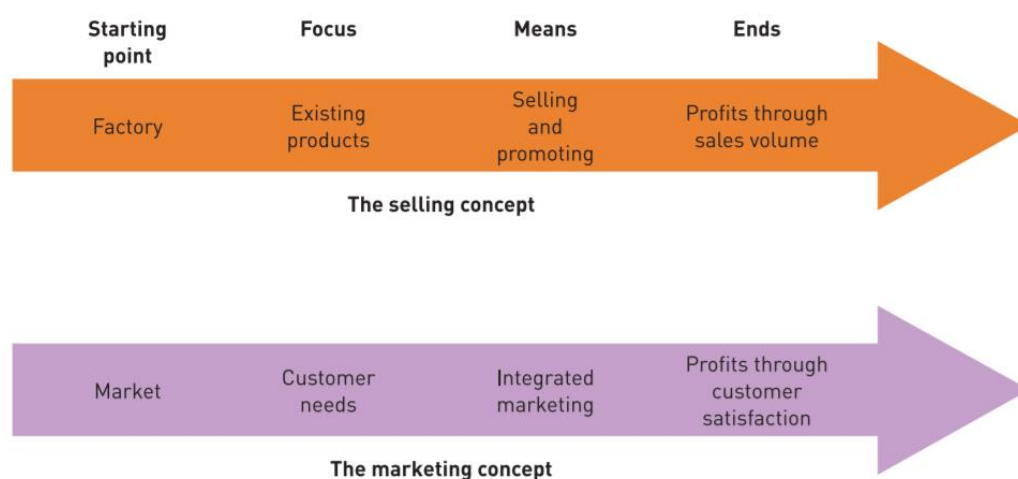 Starting
point
Focus
Means
Ends
Factory
Existing
products
Selling
and
promoting
Profits through
sales volume
The selling concept
Market
Customer
needs
Integrated
marketing
Profits through
customer
satisfaction
The marketing concept